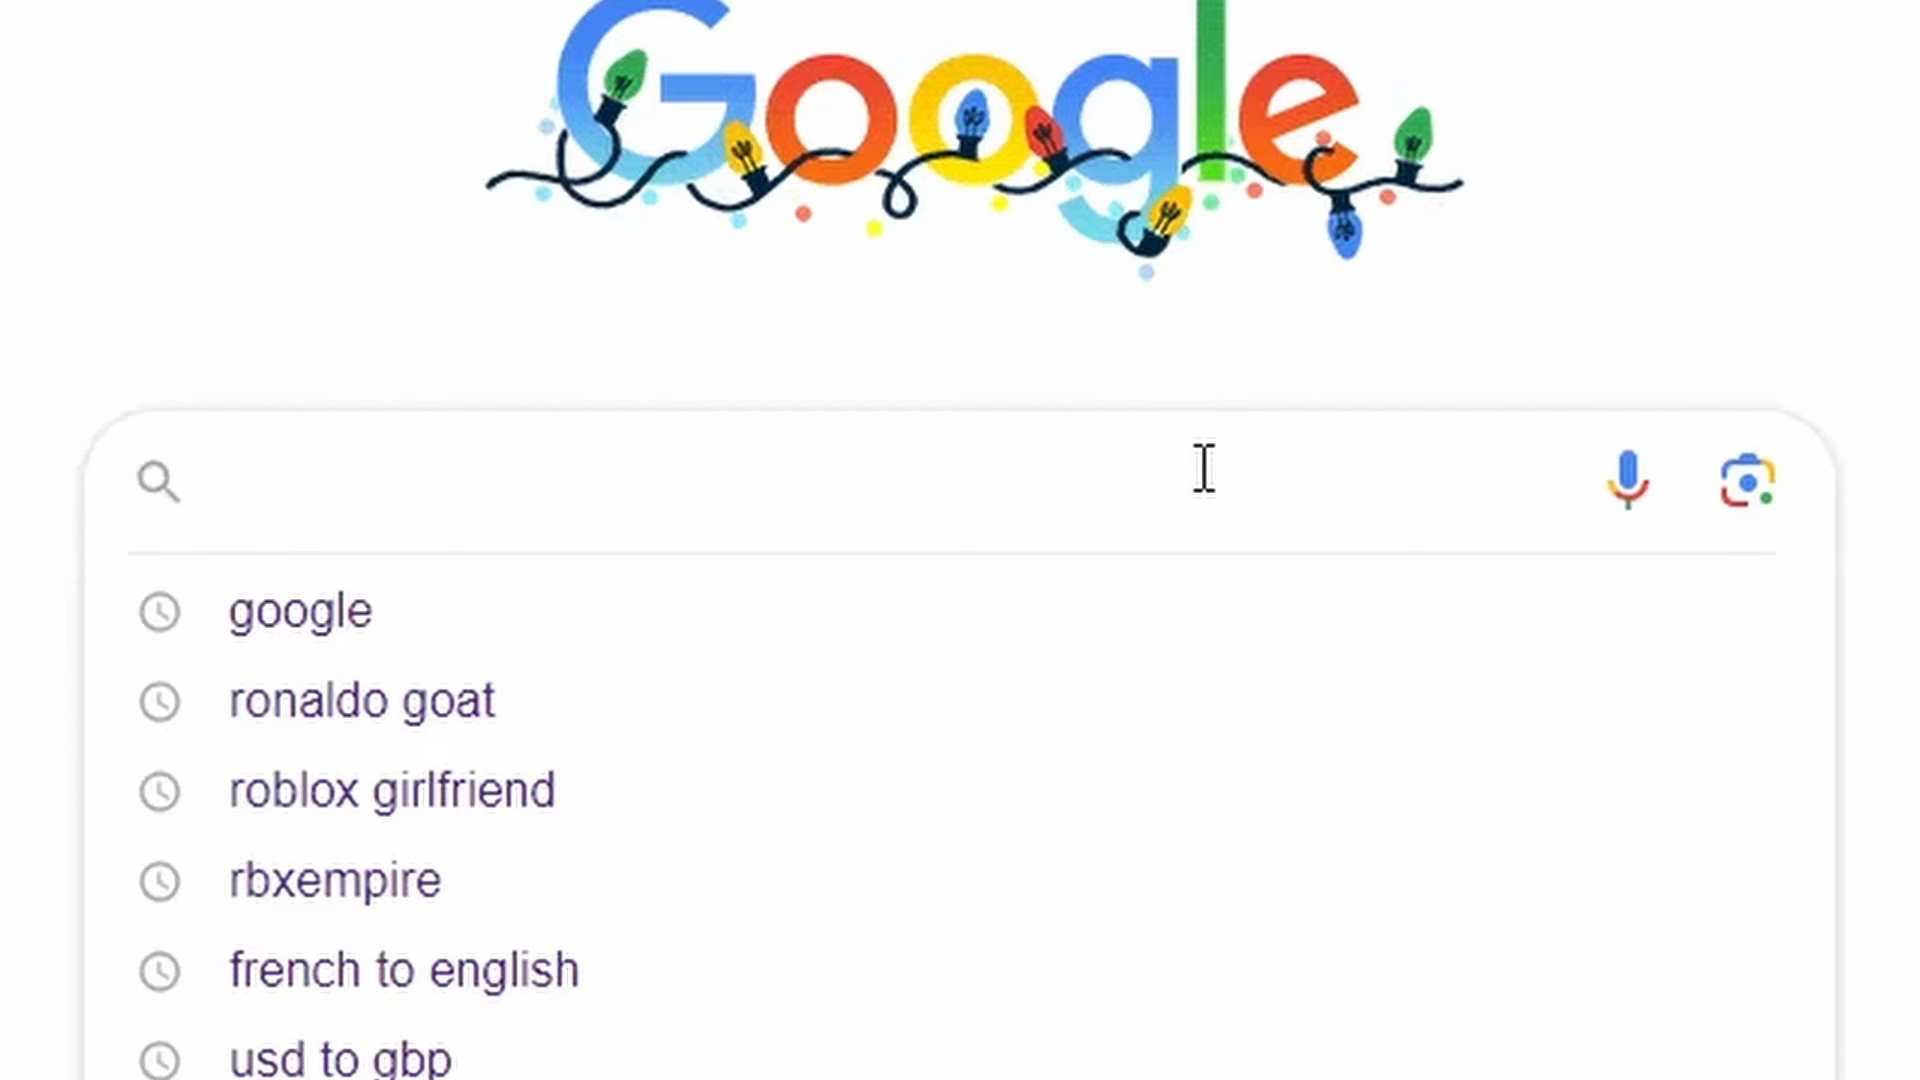 Google
google
ronaldo goat
roblox girlfriend
rbxempire
french to english
usd to gbp